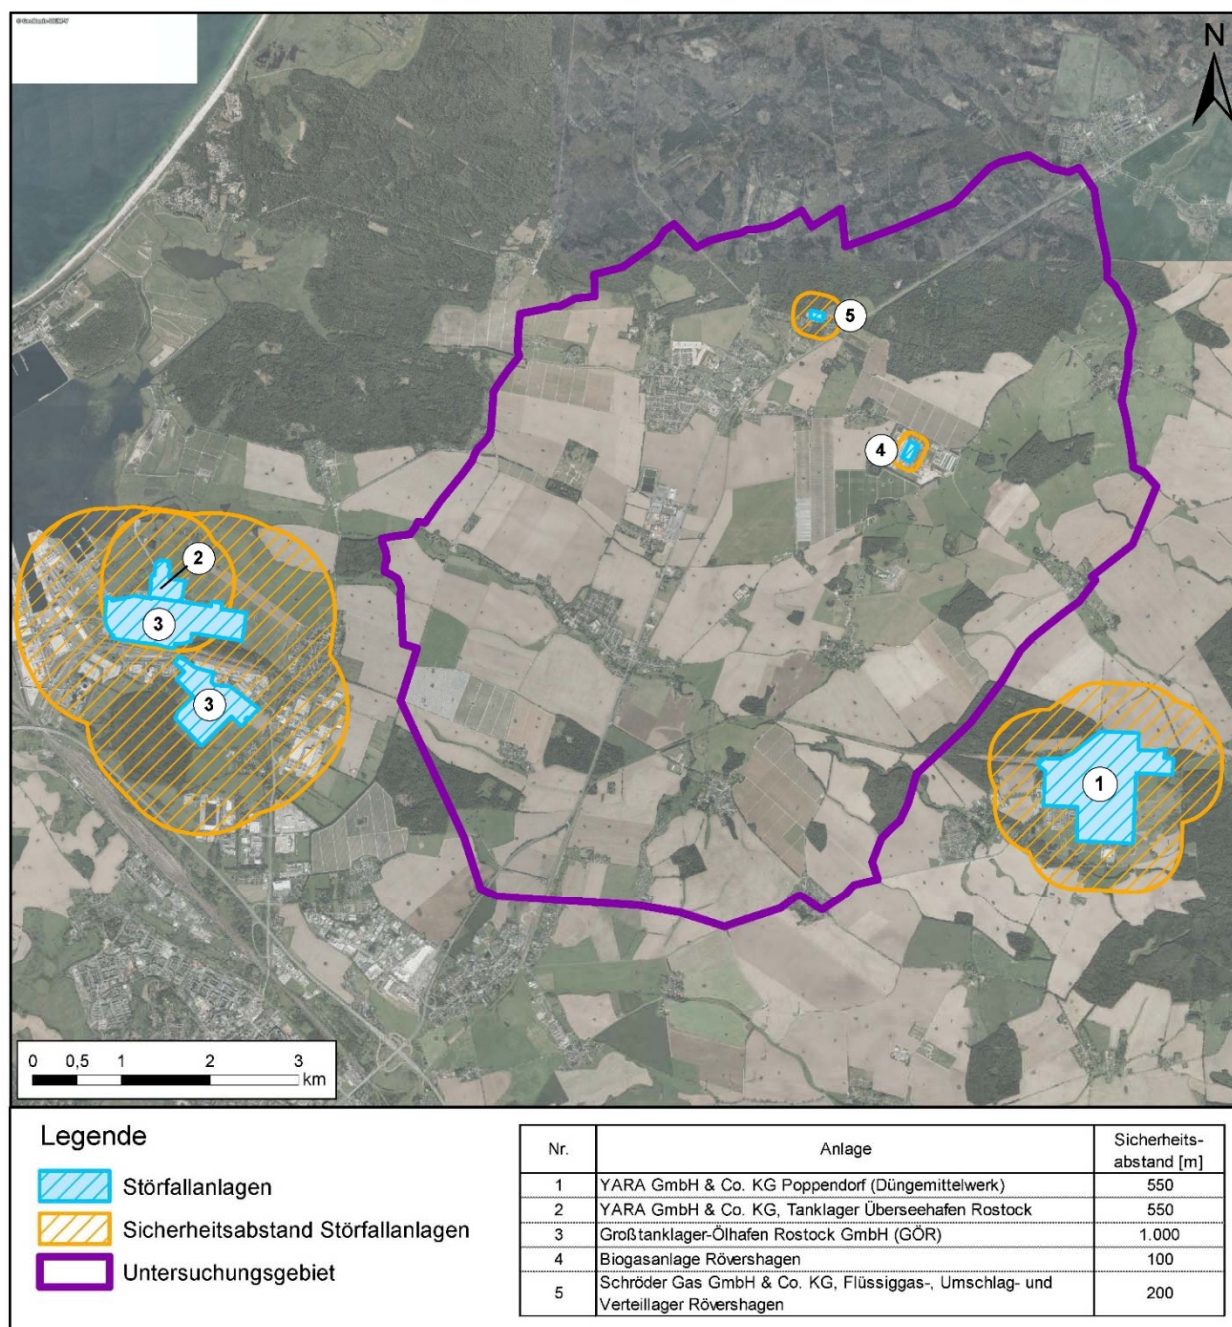 N
5
4
2
3
3
1
0 0,5 1 2 3
km
Legende
Störfallanlagen
Sicherheitsabstand Störfallanlagen
Untersuchungsgebiet
Nr. Anlage Sicherheits-
abstand [m]
1 YARA GmbH & Co. KG Poppendorf (Düngemittelwerk) 550
2 YARA GmbH & Co. KG, Tanklager Überseehafen Rostock 550
3 Großtanklager-Ölhafen Rostock GmbH (GÖR) 1.000
4 Biogasanlage Rövershagen 100
5 Schröder Gas GmbH & Co. KG, Flüssiggas-, Umschlag- und
Verteillager Rövershagen 200